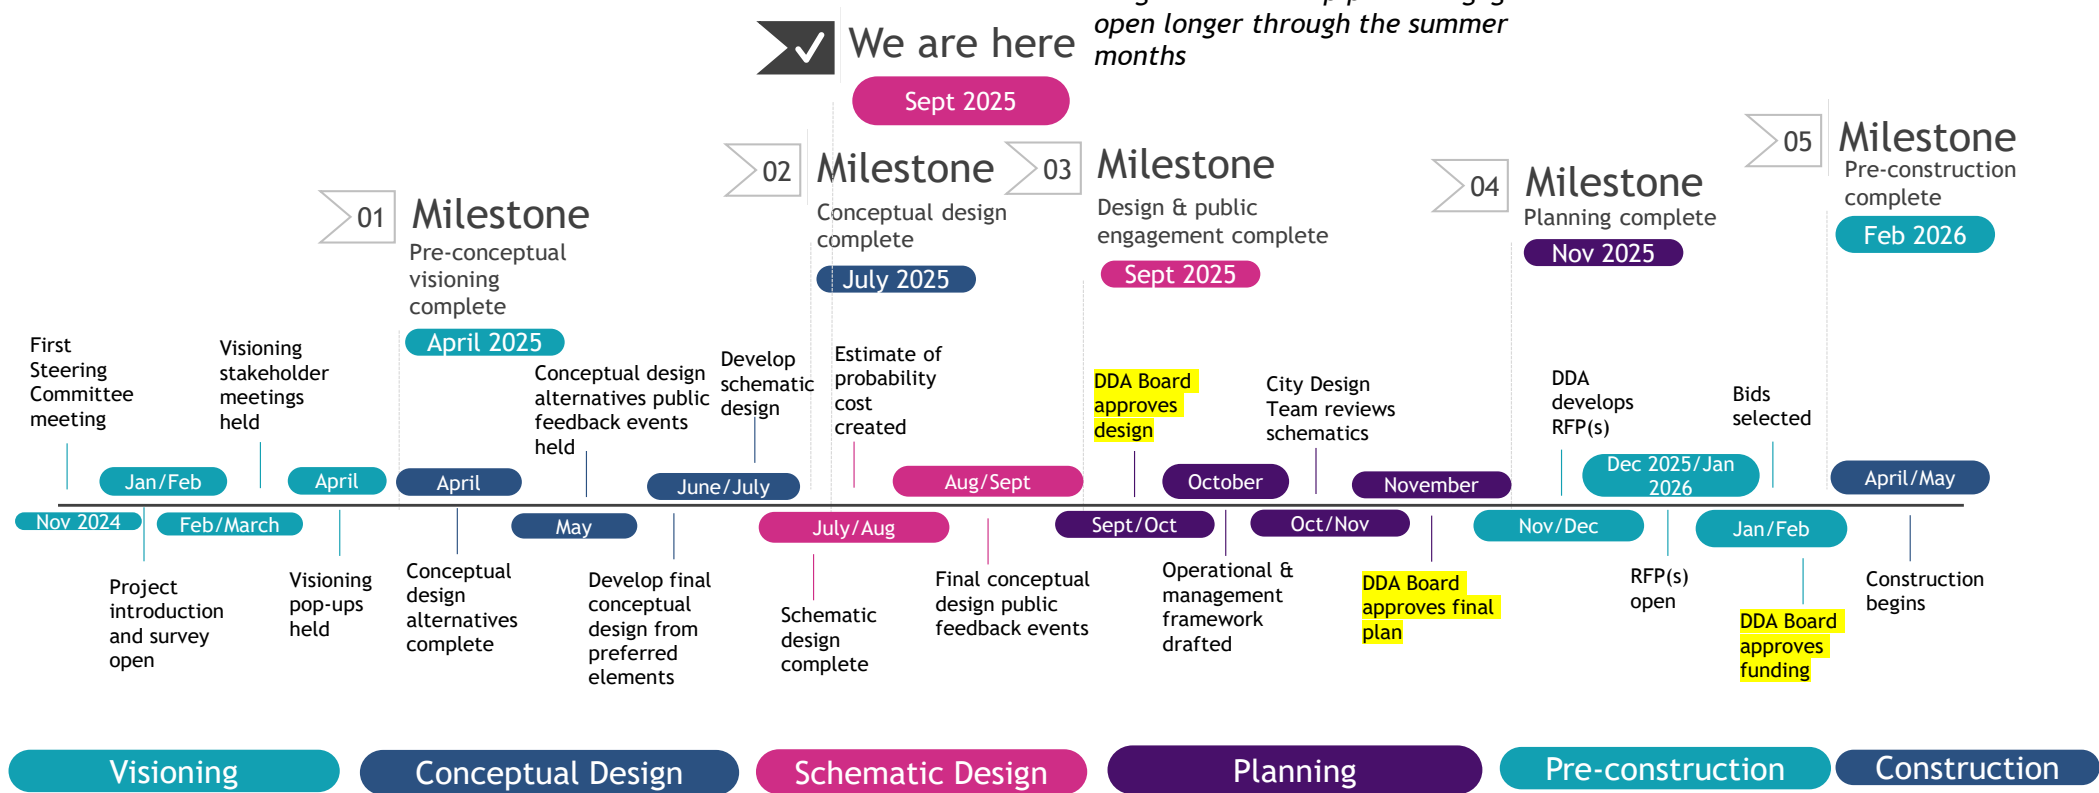 open longer through the summer
months
We are here
Sept 2025
01
Milestone
Pre-conceptual
visioning
complete
April 2025
02
Milestone
Conceptual design
complete
July 2025
03
Milestone
Design & public
engagement complete
Sept 2025
04
Milestone
Planning complete
Nov 2025
05
Milestone
Pre-construction
complete
Feb 2026
First
Steering
Committee
meeting
Visioning
stakeholder
meetings
held
Conceptual design
alternatives public
feedback events
held
Develop
schematic
design
Estimate of
probability
cost
created
DDA Board
approves
design
City Design
Team reviews
schematics
DDA
develops
RFP(s)
Bids
selected
Jan/Feb
April
April
June/July
Aug/Sept
October
November
Dec 2025/Jan
2026
April/May
Nov 2024
Feb/March
May
July/Aug
Sept/Oct
Oct/Nov
Nov/Dec
Jan/Feb
Project
introduction
and survey
open
Visioning
pop-ups
held
Conceptual
design
alternatives
complete
Develop final
conceptual
design from
preferred
elements
Schematic
design
complete
Final conceptual
design public
feedback events
Operational &
management
framework
drafted
DDA Board
approves final
plan
RFP(s)
open
DDA Board
approves
funding
Construction
begins
Visioning
Conceptual Design
Schematic Design
Planning
Pre-construction
Construction